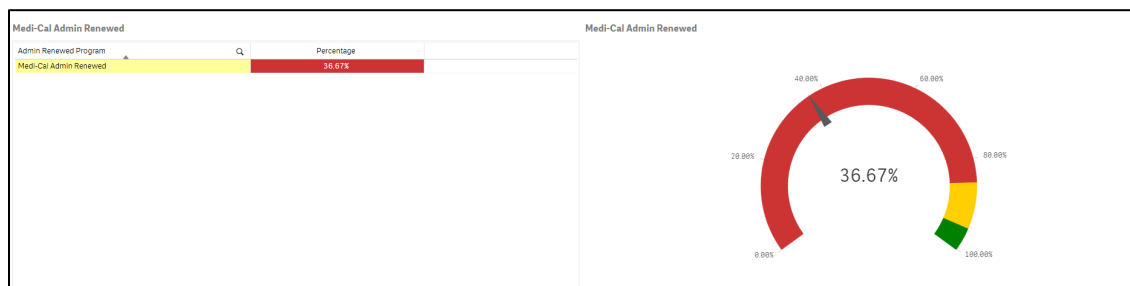 Medi-Cal Admin Renewed
Admin Renewed Program
Percentage
Medi-Cal Admin Renewed
36.67%
Medi-Cal Admin Renewed
40.00%
60.00%
20.00%
80.00%
36.67%
0.00%
100.00%